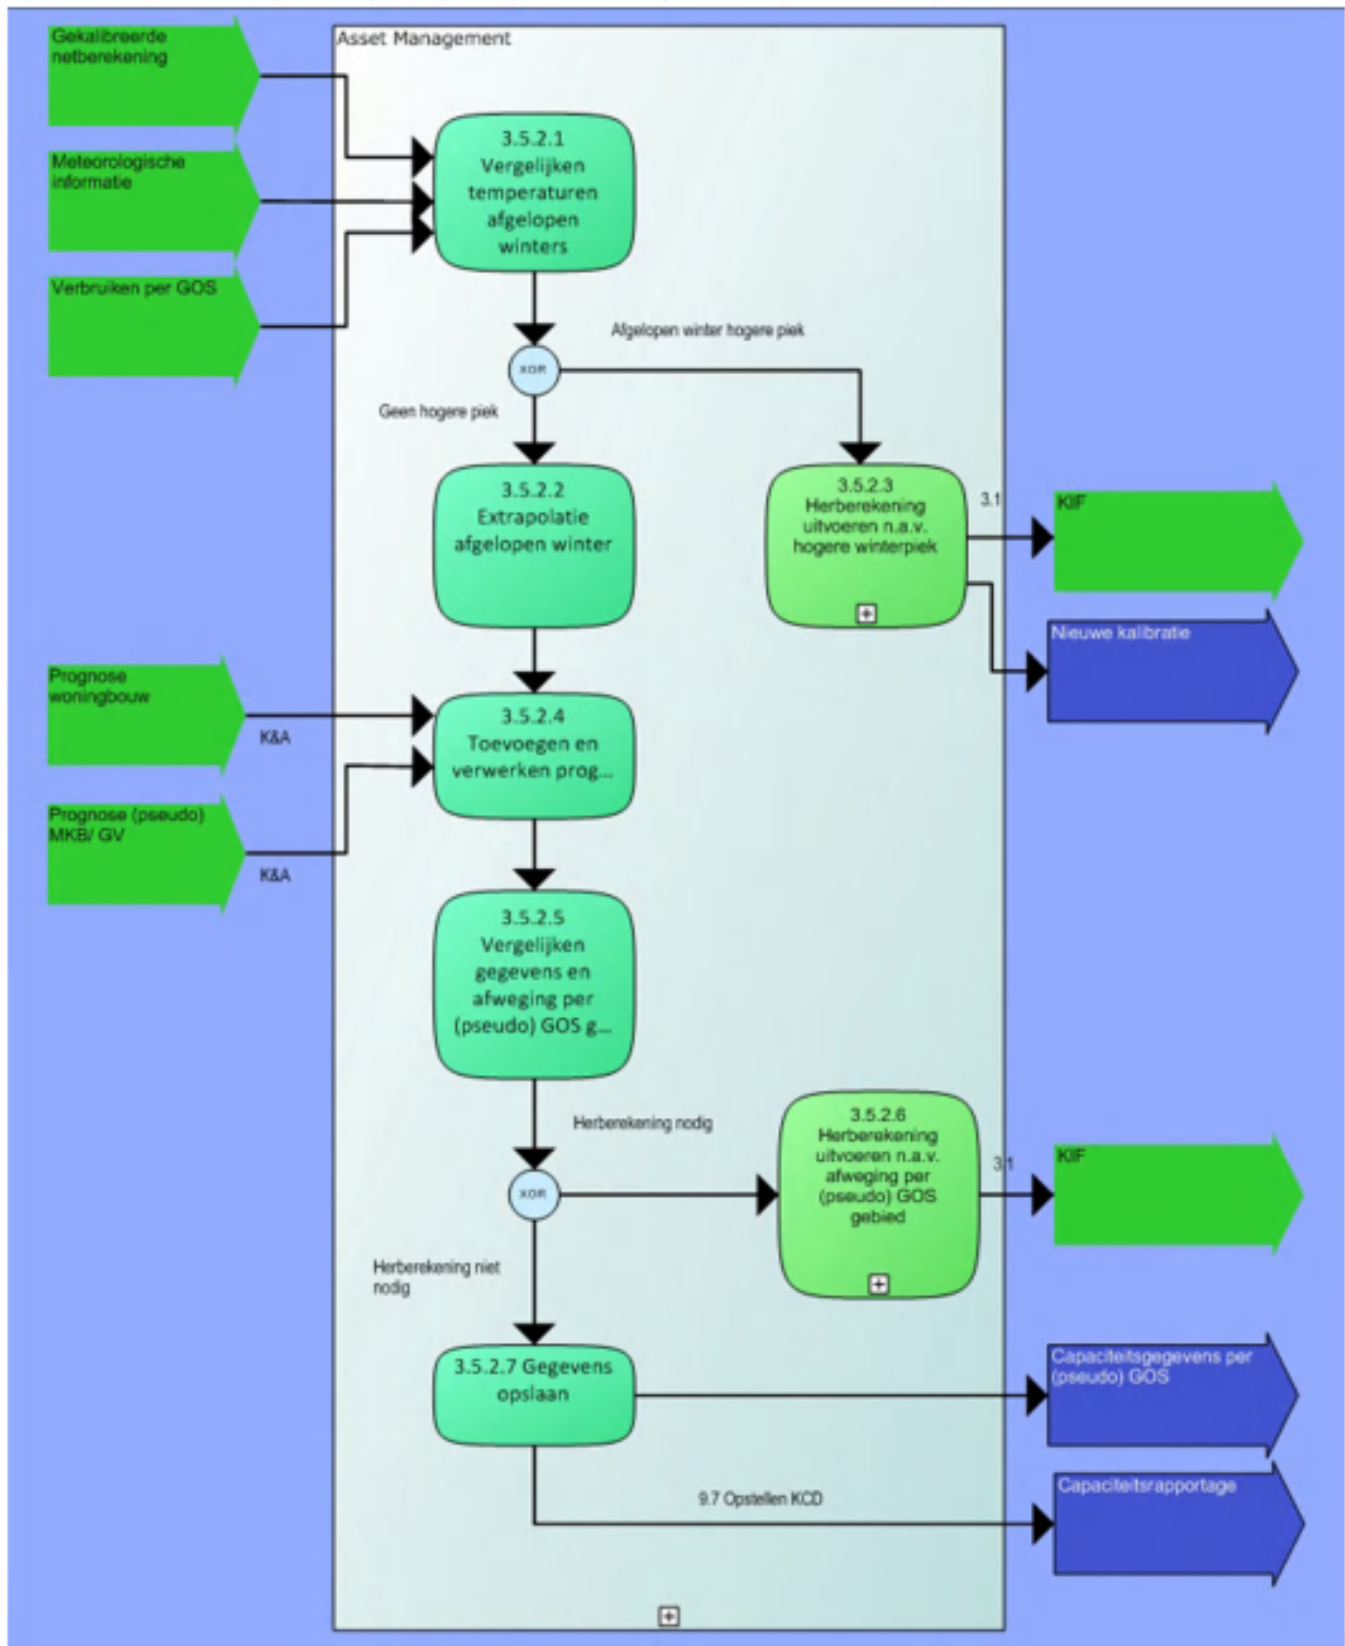 Asset Management
Gekalibreerde
netberekening
Meteorologische
informatie
Verbruiken per GOS
3.5.2.1
Vergelijken
temperaturen
afgelopen
winters
XOR
Afgelopen winter hogere piek
Geen hogere piek
3.5.2.2
Extrapolatie
afgelopen winter
3.5.2.3
Herberekening
uitvoeren n.a.v.
hogere winterpiek
3.1
KIF
Nieuwe kalibratie
Prognose
woningbouw
K&A
Prognose (pseudo)
MKB/ GV
K&A
3.5.2.4
Toevoegen en
verwerken prog...
3.5.2.5
Vergelijken
gegevens en
afweging per
(pseudo) GOS g...
Herberekening nodig
XOR
3.5.2.6
Herberekening
uitvoeren n.a.v.
afweging per
(pseudo) GOS
gebied
3.1
KIF
Herberekening niet
nodig
3.5.2.7 Gegevens
opslaan
Capaciteitsgegevens per
(pseudo) GOS
9.7 Opstellen KCD
Capaciteitsrapportage